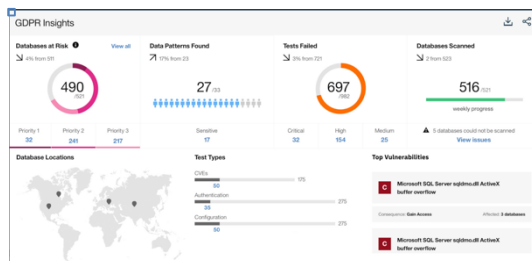 GDPR Insights
Databases at Risk
View all
4% from 311
490
/521
Priority 1
Priority 2
Priority 3
32
241
217
Data Patterns Found
17% from 23
27 /33
Sensitive
17
Tests Failed
3% from 721
697
/982
Critical
High
Medium
32
154
25
Databases Scanned
2 from 523
516 /521
weekly progress
5 databases could not be scanned
View issues
Database Locations
Test Types
CVEs
175
50
Authentication
275
35
Configuration
275
50
Top Vulnerabilities
C
Microsoft SQL Server sqldmo.dll ActiveX
buffer overflow
Consequence: Gain Access
Affected: 3 databases
C
Microsoft SQL Server sqldmo.dll ActiveX
buffer overflow